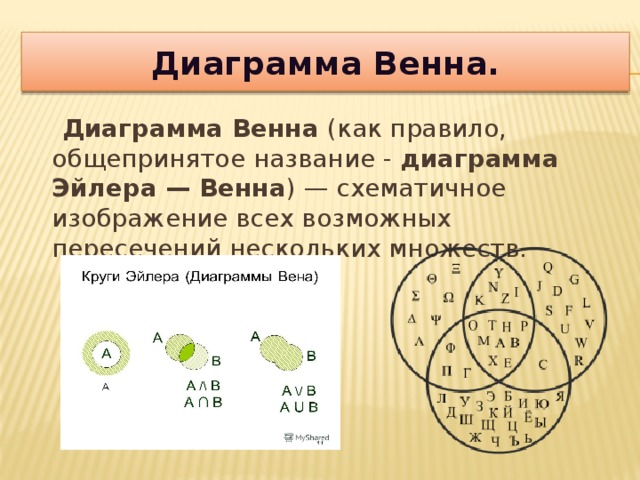 Диаграмма Венна.
Диаграмма Венна (как правило,
общепринятое название - диаграмма
Эйлера — Венна) — схематичное
изображение всех возможных
пересечений нескольких множеств.
Круги Эйлера (Диаграммы Вена)
A
A
A
B
A /\ B
A ∩ B
A
B
A ∨ B
A ∪ B
MyShared
Ξ
Θ
Σ Ω
Δ Ψ
Λ
Y
N I
K Z
Q
J D G
S F L
U V
W
R
C
O T H P
M A B
X E
Φ
Π Г
Л У Э Б И Ю Я
Д З К Й Ё
Ш Щ Ц Ы
Ж Ч Ъ Ь